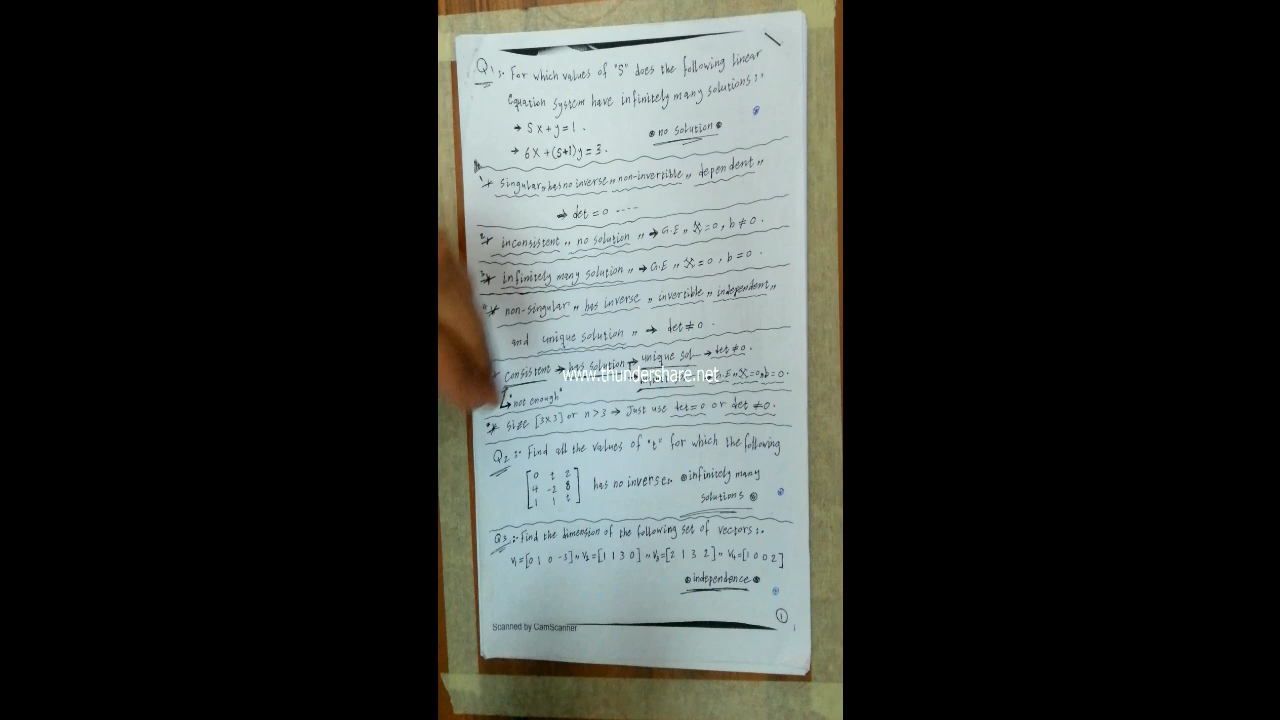 Q1:- For which values of "S" does the following linear
equation system have infinitely many solutions:-
→ Sx+y=1.
→ 6x+(S+1)y=3.
no solution
* singular,, has no inverse,, non-invertible,, dependent,,
→ det=0 ----
* inconsistent,, no solution,, → G.E,, X=0, b≠0.
* infinitely many solution,, → G.E,, X=0, b=0.
* non-singular,, has inverse,, invertible,, independent,,
and unique solution,, → det≠0.
consistent → has solution → unique sol → det≠0.
www.thundershare.net
G.E,, X=0, b=0.
"not enough"
* size [3x3] or n>3 → Just use det=0 or det≠0.
Q2:- Find all the values of "t" for which the following
[0 t 2
4 -2 8
1 1 t] has no inverse:. infinitely many
solutions
Q3:- Find the dimension of the following set of vectors:.
V1=[0 1 0 -3],, V2=[1 1 3 0],, V3=[2 1 3 2],, V4=[1 0 0 2]
independence
1
Scanned by CamScanner